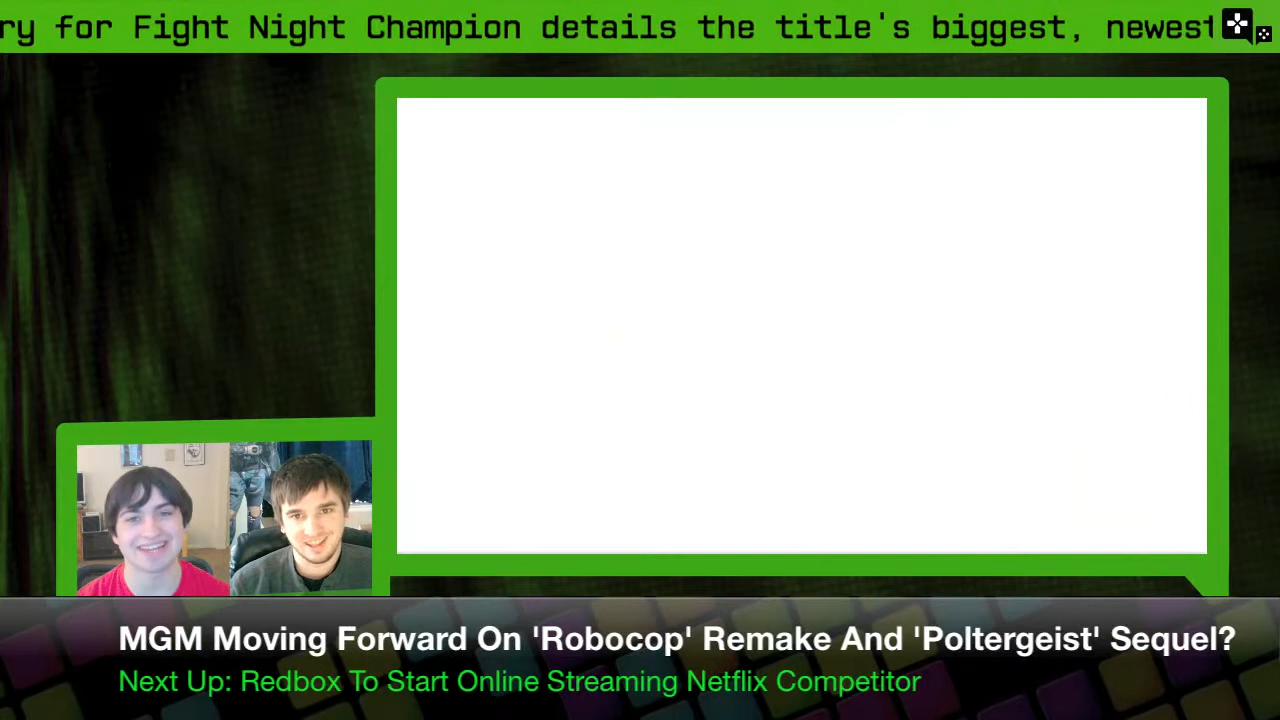 for Fight Night Champion details the title's biggest, newest
MGM Moving Forward On 'Robocop' Remake And 'Poltergeist' Sequel?
Next Up: Redbox To Start Online Streaming Netflix Competitor